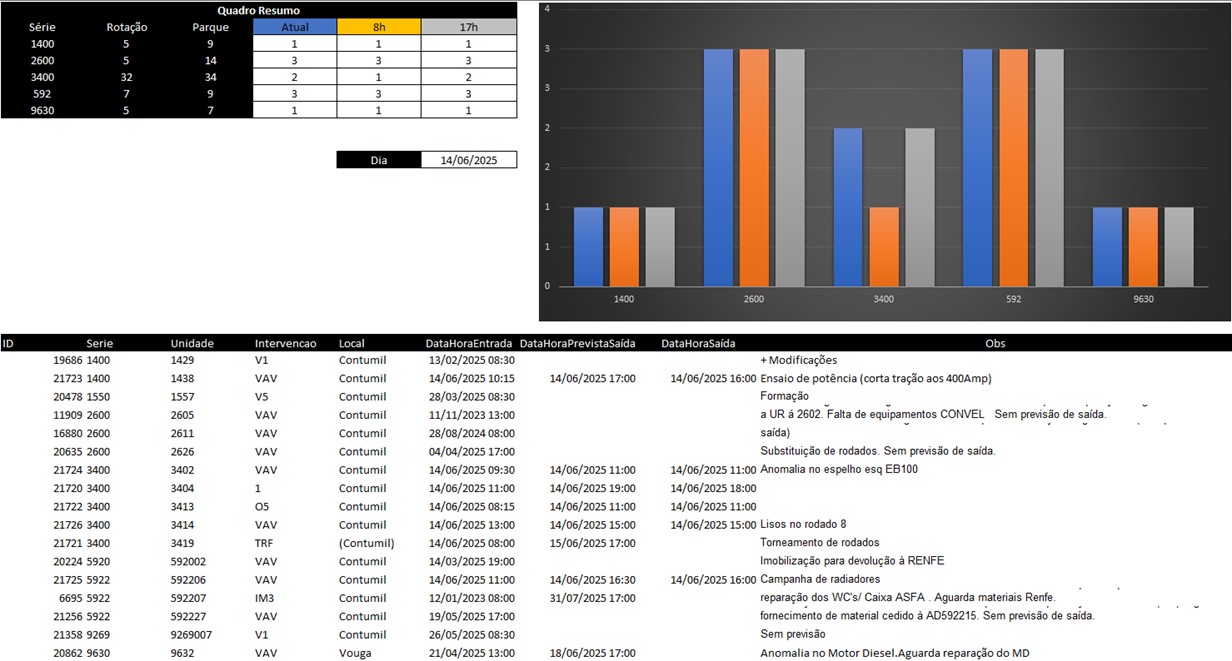 Quadro Resumo
Série Rotação Parque Atual 8h 17h
1400 5 9 1 1 1
2600 5 14 3 3 3
3400 32 34 2 1 2
592 7 9 3 3 3
9630 5 7 1 1 1
Dia 14/06/2025
4
3
3
2
2
1
1
0
1400 2600 3400 592 9630
ID Serie Unidade Intervencao Local DataHoraEntrada DataHoraPrevistaSaída DataHoraSaída Obs
19686 1400 1429 V1 Contumil 13/02/2025 08:30 + Modificações
21723 1400 1438 VAV Contumil 14/06/2025 10:15 14/06/2025 17:00 14/06/2025 16:00 Ensaio de potência (corta tração aos 400Amp)
20478 1550 1557 V5 Contumil 28/03/2025 08:30 Formação
11909 2600 2605 VAV Contumil 11/11/2023 13:00 a UR á 2602. Falta de equipamentos CONVEL Sem previsão de saída.
16880 2600 2611 VAV Contumil 28/08/2024 08:00 saída)
20635 2600 2626 VAV Contumil 04/04/2025 17:00 Substituição de rodados. Sem previsão de saída.
21724 3400 3402 VAV Contumil 14/06/2025 09:30 14/06/2025 11:00 14/06/2025 11:00 Anomalia no espelho esq EB100
21720 3400 3404 1 Contumil 14/06/2025 11:00 14/06/2025 19:00 14/06/2025 18:00
21722 3400 3413 O5 Contumil 14/06/2025 08:15 14/06/2025 11:00 14/06/2025 11:00
21726 3400 3414 VAV Contumil 14/06/2025 13:00 14/06/2025 15:00 14/06/2025 15:00 Lisos no rodado 8
21721 3400 3419 TRF (Contumil) 14/06/2025 08:00 15/06/2025 17:00 Torneamento de rodados
20224 5920 592002 VAV Contumil 14/03/2025 19:00 Imobilização para devolução à RENFE
21725 5922 592206 VAV Contumil 14/06/2025 11:00 14/06/2025 16:30 14/06/2025 16:00 Campanha de radiadores
6695 5922 592207 IM3 Contumil 12/01/2023 08:00 31/07/2025 17:00 reparação dos WC's/ Caixa ASFA . Aguarda materiais Renfe.
21256 5922 592227 VAV Contumil 19/05/2025 17:00 fornecimento de material cedido à AD592215. Sem previsão de saída.
21358 9269 9269007 V1 Contumil 26/05/2025 08:30 Sem previsão
20862 9630 9632 VAV Vouga 21/04/2025 13:00 18/06/2025 17:00 Anomalia no Motor Diesel.Aguarda reparação do MD